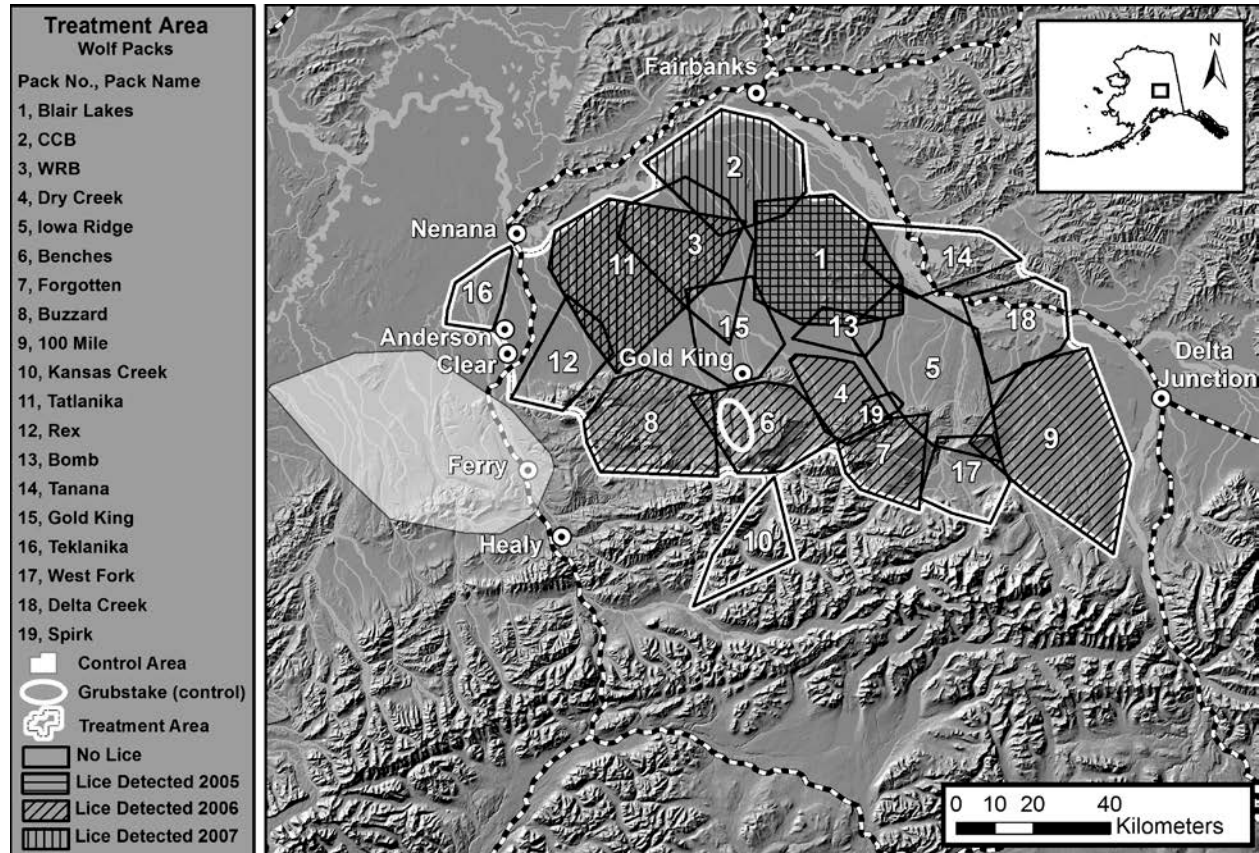 Treatment Area
Wolf Packs
Pack No., Pack Name
1, Blair Lakes
2, CCB
3, WRB
4, Dry Creek
5, Iowa Ridge
6, Benches
7, Forgotten
8, Buzzard
9, 100 Mile
10, Kansas Creek
11, Tatlanika
12, Rex
13, Bomb
14, Tanana
15, Gold King
16, Teklanika
17, West Fork
18, Delta Creek
19, Spirk
Control Area
Grubstake (control)
Treatment Area
No Lice
Lice Detected 2005
Lice Detected 2006
Lice Detected 2007
N
Fairbanks
2
Nenana
3
11
1
14
16
15
13
18
Anderson
Clear
12
Gold King
Delta
Junction
5
4
19
8
6
9
7
17
Ferry
Healy
10
0 10 20 40
Kilometers